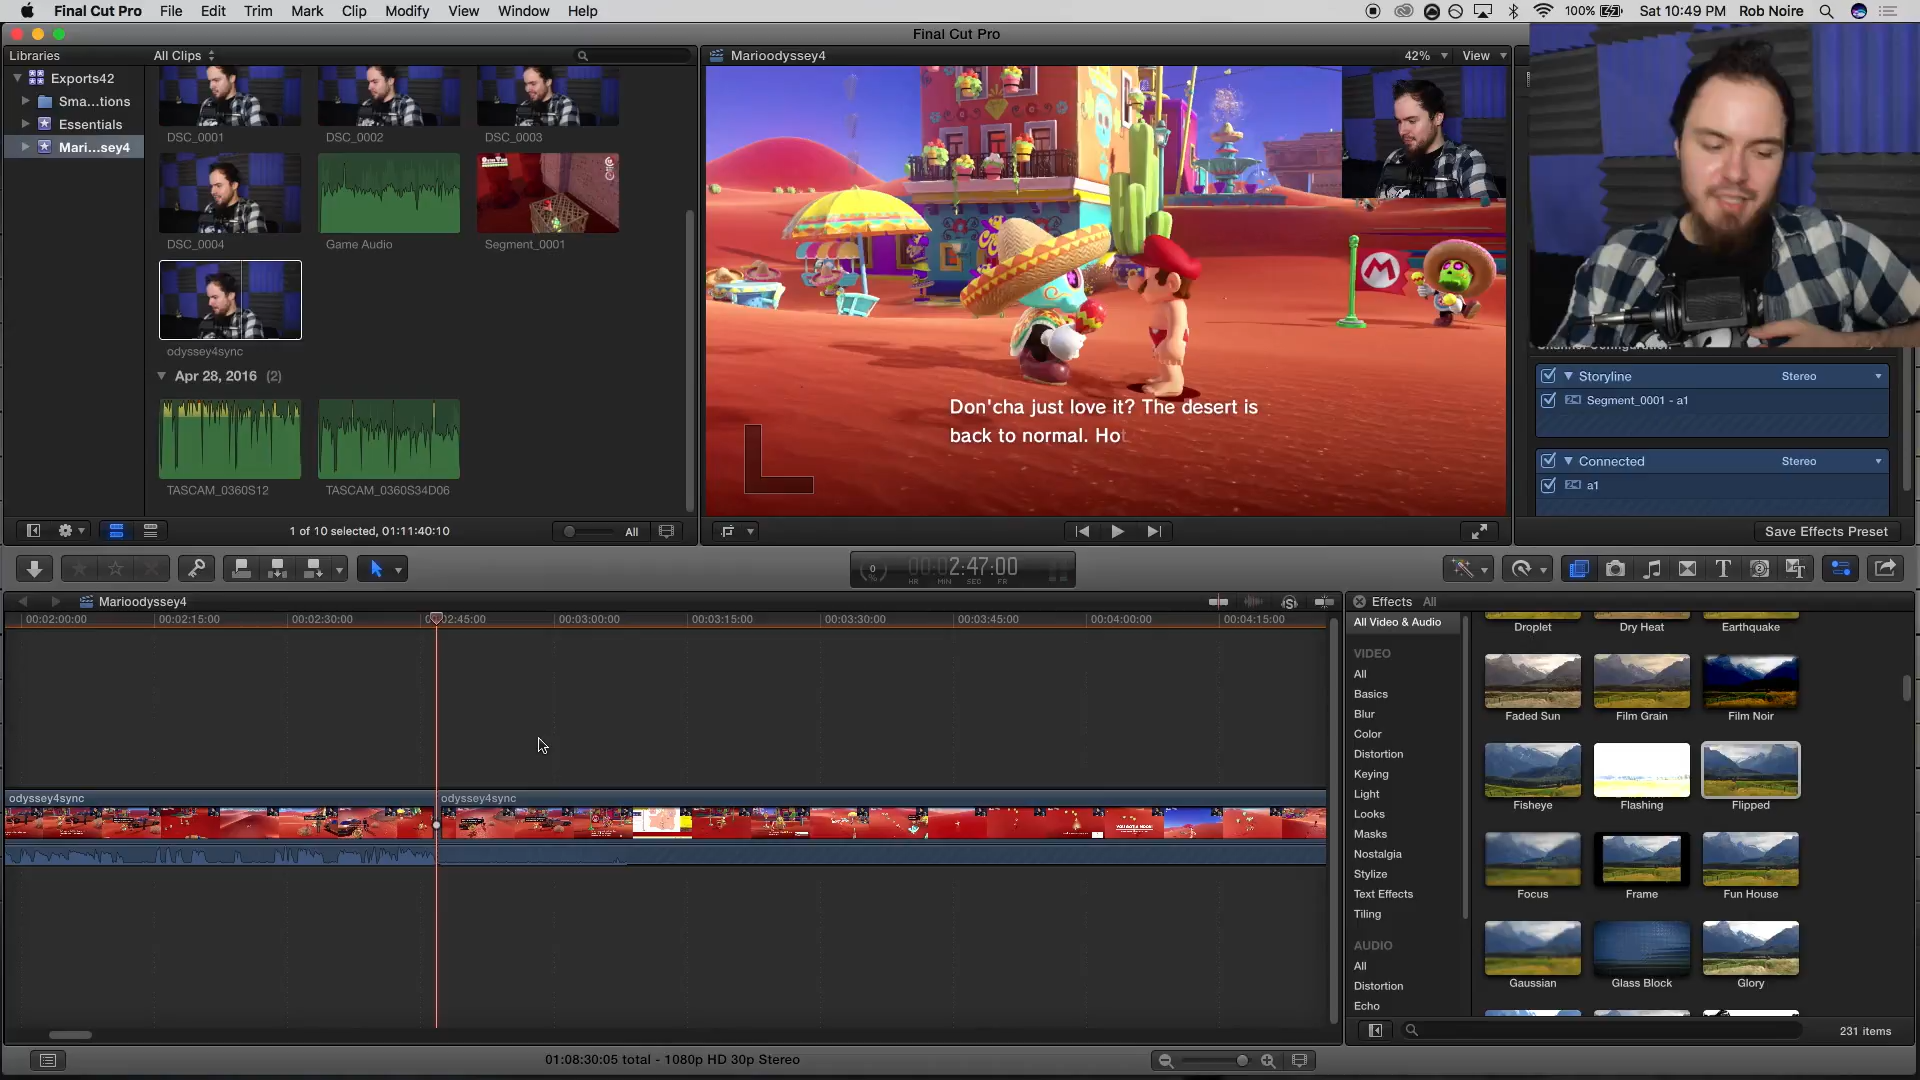 Final Cut Pro File Edit Trim Mark Clip Modify View Window Help
100% Sat 10:49 PM Rob Noire
Final Cut Pro
Libraries All Clips
Marioodyssey4 42% View
Exports42
Sma...tions
Essentials
Mari...sey4
DSC_0001 DSC_0002 DSC_0003
DSC_0004 Game Audio Segment_0001
odyssey4sync
Apr 28, 2016 (2)
TASCAM_0360S12 TASCAM_0360S34D06
1 of 10 selected, 01:11:40:10 All
M
Don'cha just love it? The desert is
back to normal. Hot
Storyline Stereo
Segment_0001 - a1
Connected Stereo
a1
Save Effects Preset
0 % 00:00:2:47:00
HR MIN SEC FR
Marioodyssey4
00:02:00:00 00:02:15:00 00:02:30:00 00:02:45:00 00:03:00:00 00:03:15:00 00:03:30:00 00:03:45:00 00:04:00:00 00:04:15:00
odyssey4sync odyssey4sync
01:08:30:05 total - 1080p HD 30p Stereo
Effects All
All Video & Audio
VIDEO
All
Basics
Blur
Color
Distortion
Keying
Light
Looks
Masks
Nostalgia
Stylize
Text Effects
Tiling
AUDIO
All
Distortion
Echo
Droplet Dry Heat Earthquake
Faded Sun Film Grain Film Noir
Fisheye Flashing Flipped
Focus Frame Fun House
Gaussian Glass Block Glory
231 items